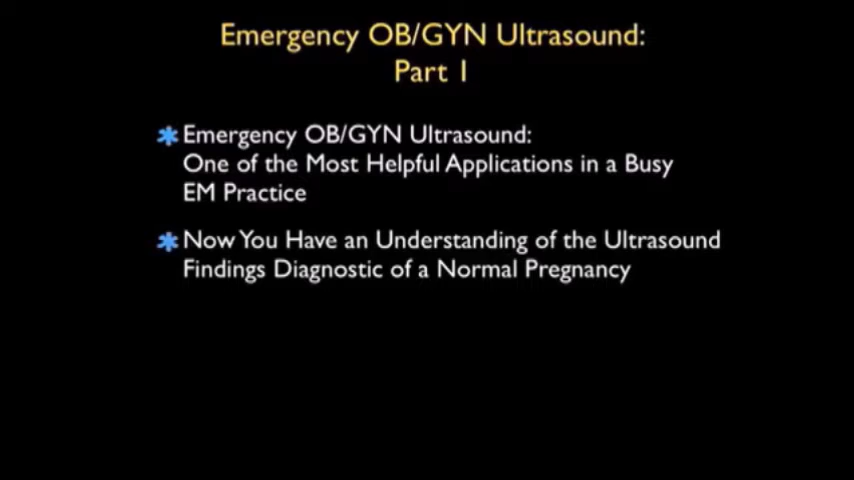 Emergency OB/GYN Ultrasound:
Part 1
Emergency OB/GYN Ultrasound:
One of the Most Helpful Applications in a Busy
EM Practice
Now You Have an Understanding of the Ultrasound
Findings Diagnostic of a Normal Pregnancy